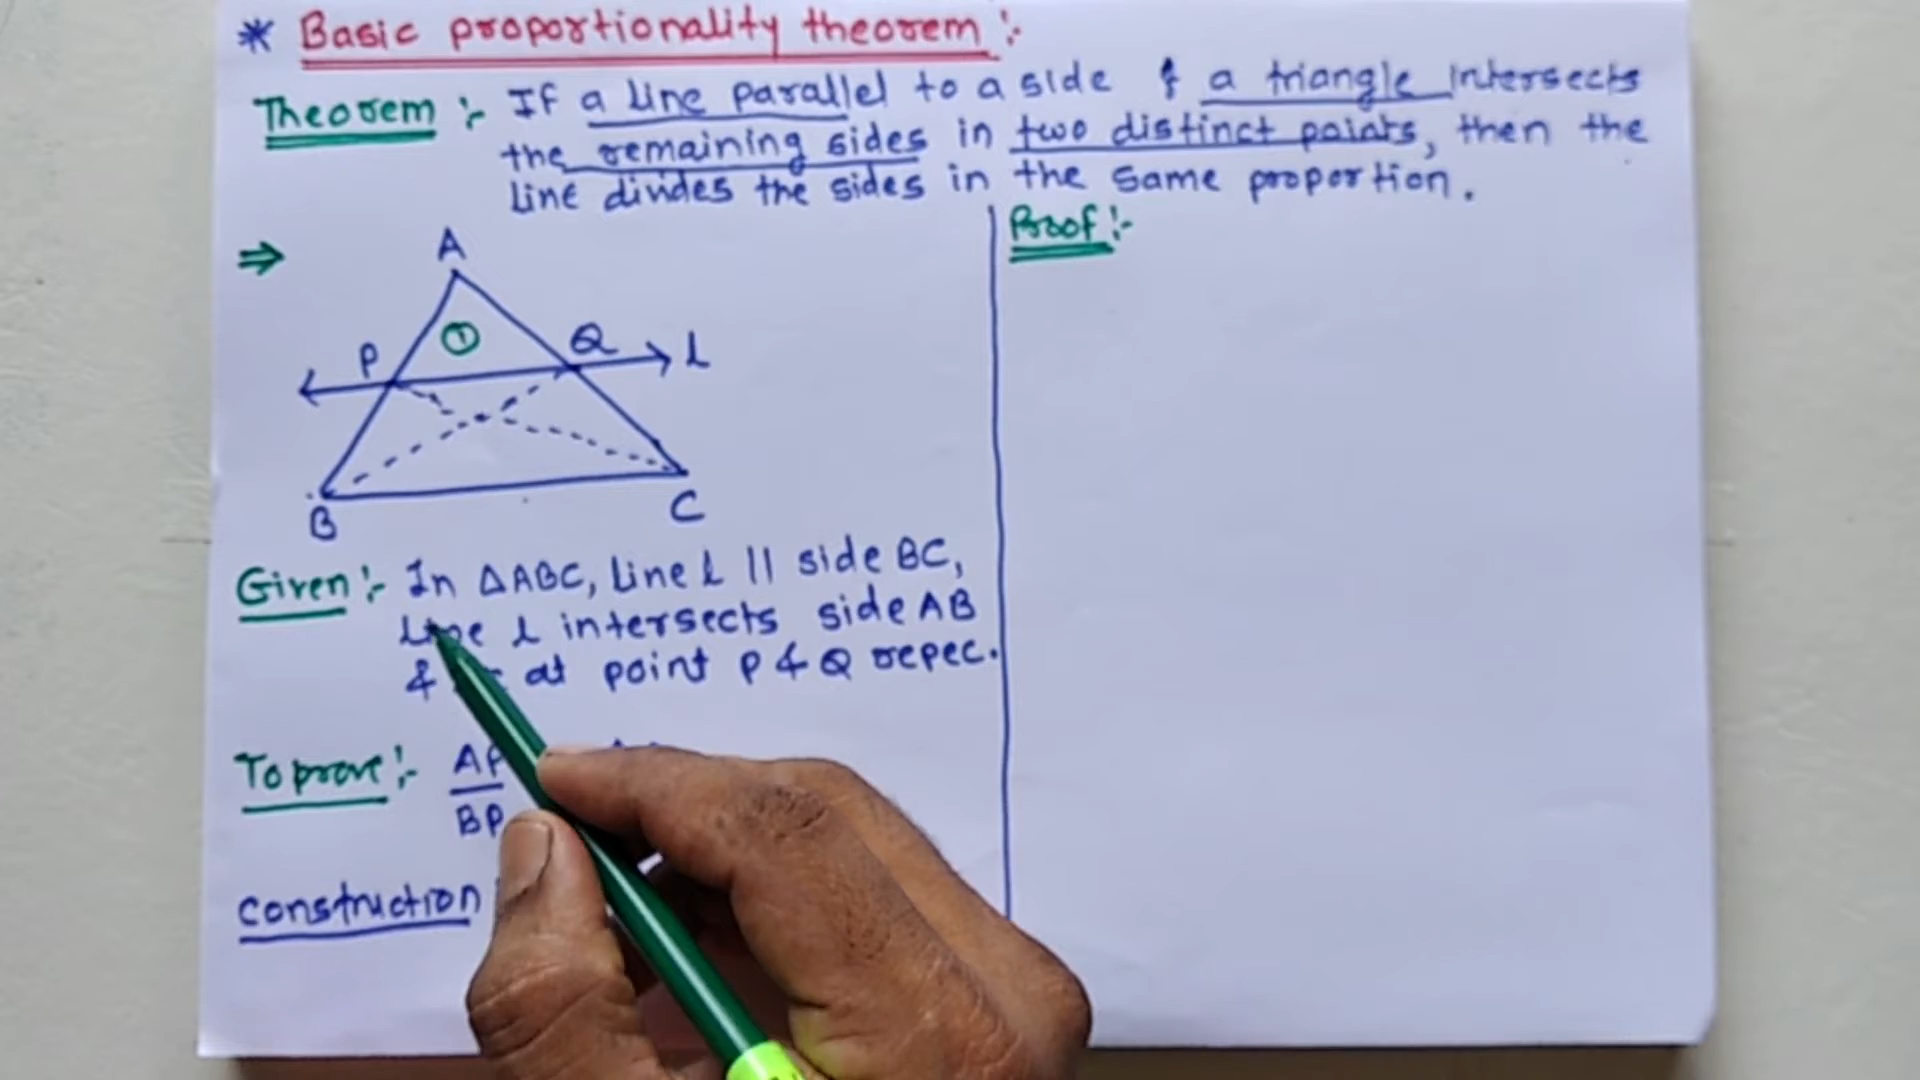 * Basic proportionality theorem :-
Theorem :- If a line parallel to a side & a triangle intersects
the remaining sides in two distinct points, then the
line divides the sides in the same proportion.
⇒
Proof :-
A
①
P Q l
B C
Given :- In △ABC, Line l || side BC,
Line l intersects side AB
& at point P & Q repec.
To prove :- AP
BP
construction